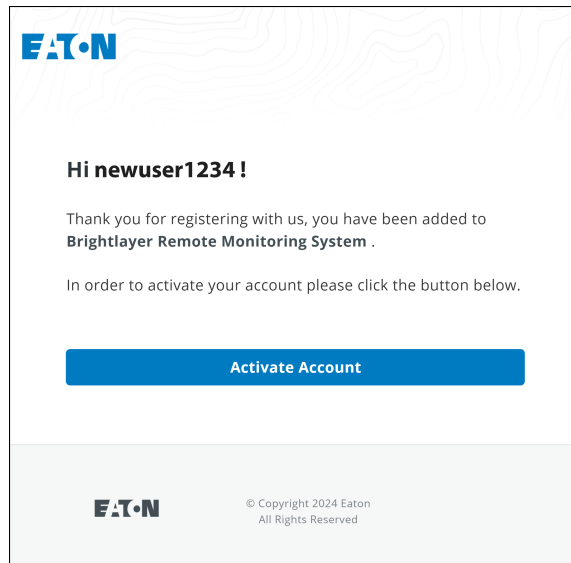 EATON
Hi newuser1234 !
Thank you for registering with us, you have been added to
Brightlayer Remote Monitoring System .
In order to activate your account please click the button below.
Activate Account
EATON
© Copyright 2024 Eaton
All Rights Reserved